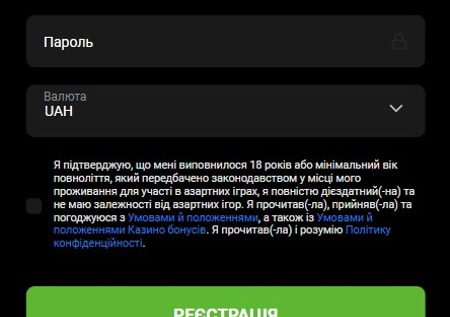 Пароль
Валюта
UAH
Я підтверджую, що мені виповнилося 18 років або мінімальний вік
повноліття, який передбачено законодавством у місці мого
проживання для участі в азартних іграх, я повністю дієздатний(-на) та
не маю залежності від азартних ігор. Я прочитав(-ла), прийняв(-ла) та
погоджуюся з Умовами й положеннями, а також із Умовами й
положеннями Казино бонусів. Я прочитав(-ла) і розумію Політику
конфіденційності.
РЕЄСТРАЦІЯ